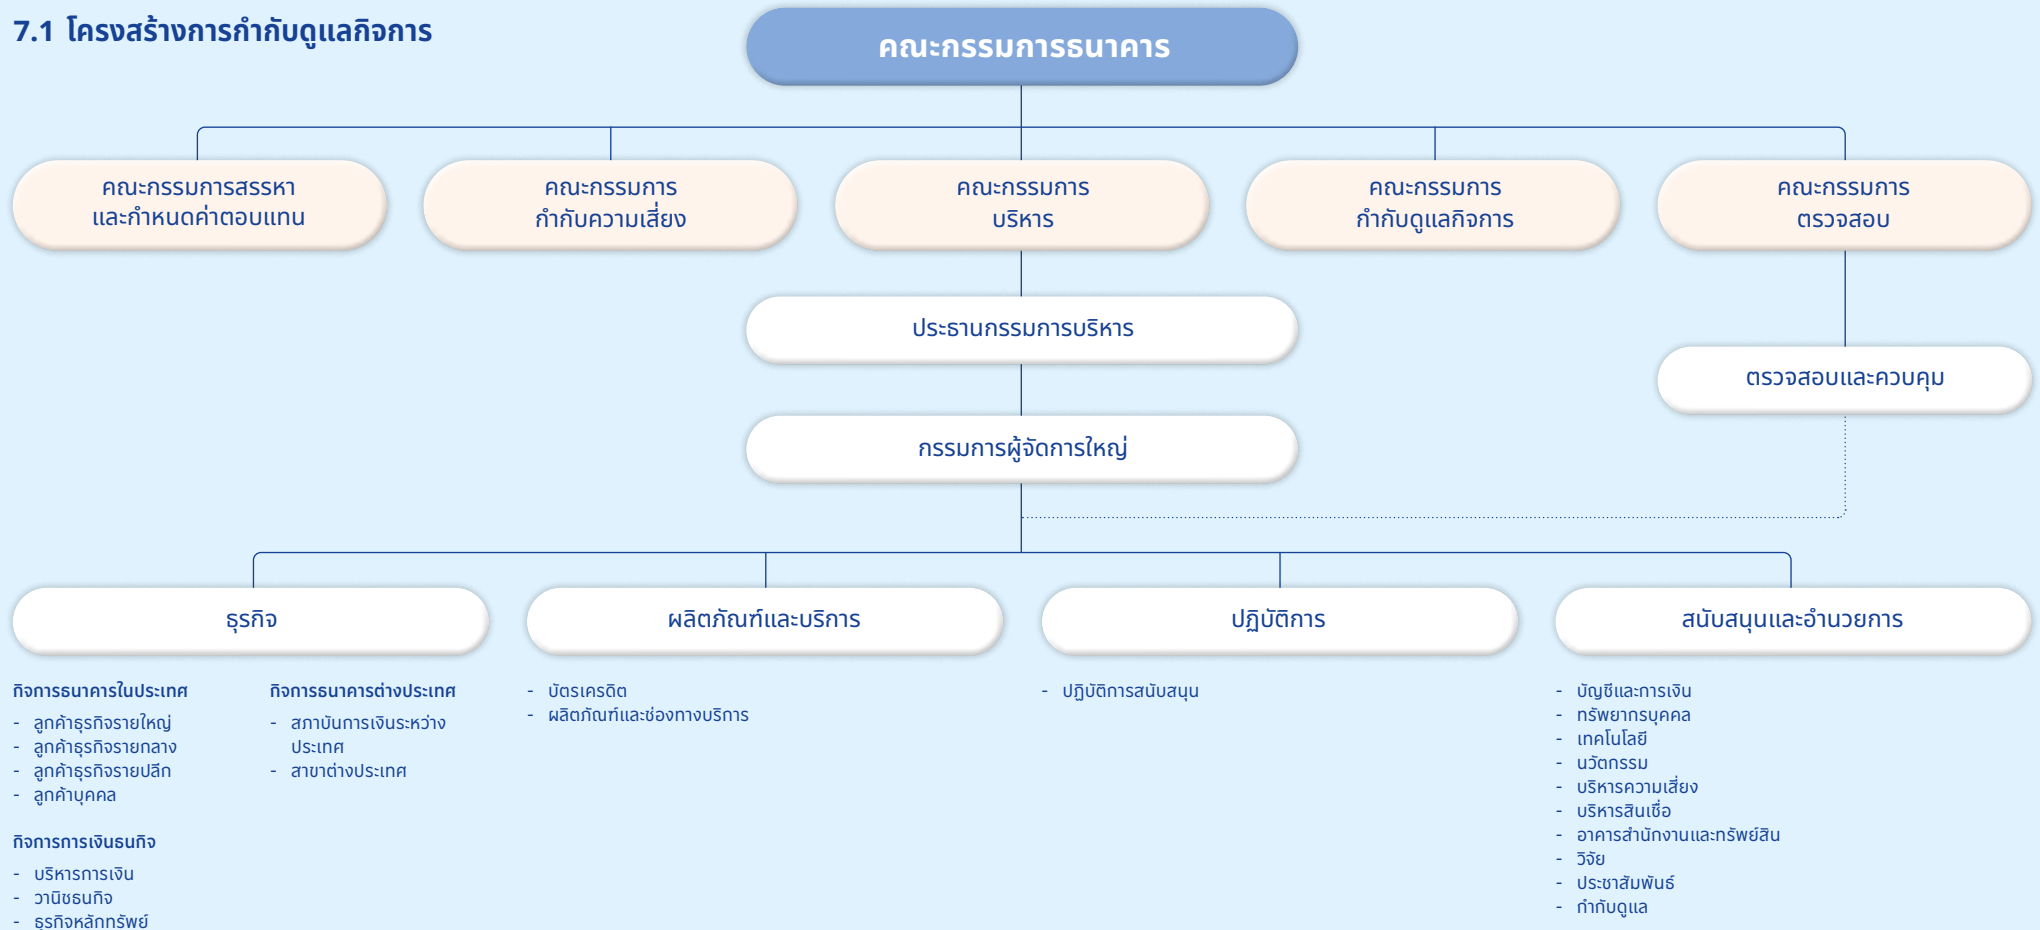 7.1 โครงสร้างการกำกับดูแลกิจการ
คณะกรรมการธนาคาร
คณะกรรมการสรรหา
และกำหนดค่าตอบแทน
คณะกรรมการ
กำกับความเสี่ยง
คณะกรรมการ
บริหาร
คณะกรรมการ
กำกับดูแลกิจการ
คณะกรรมการ
ตรวจสอบ
ประธานกรรมการบริหาร
ตรวจสอบและควบคุม
กรรมการผู้จัดการใหญ่
ธุรกิจ
ผลิตภัณฑ์และบริการ
ปฏิบัติการ
สนับสนุนและอำนวยการ
กิจการธนาคารในประเทศ
- ลูกค้าธุรกิจรายใหญ่
- ลูกค้าธุรกิจรายกลาง
- ลูกค้าธุรกิจรายปลีก
- ลูกค้าบุคคล
กิจการการเงินธนกิจ
- บริหารการเงิน
- วานิชธนกิจ
- ธุรกิจหลักทรัพย์
กิจการธนาคารต่างประเทศ
- สภาบันการเงินระหว่าง
ประเทศ
- สาขาต่างประเทศ
- บัตรเครดิต
- ผลิตภัณฑ์และช่องทางบริการ
- ปฏิบัติการสนับสนุน
- บัญชีและการเงิน
- ทรัพยากรบุคคล
- เทคโนโลยี
- นวัตกรรม
- บริหารความเสี่ยง
- บริหารสินเชื่อ
- อาคารสำนักงานและทรัพย์สิน
- วิจัย
- ประชาสัมพันธ์
- กำกับดูแล